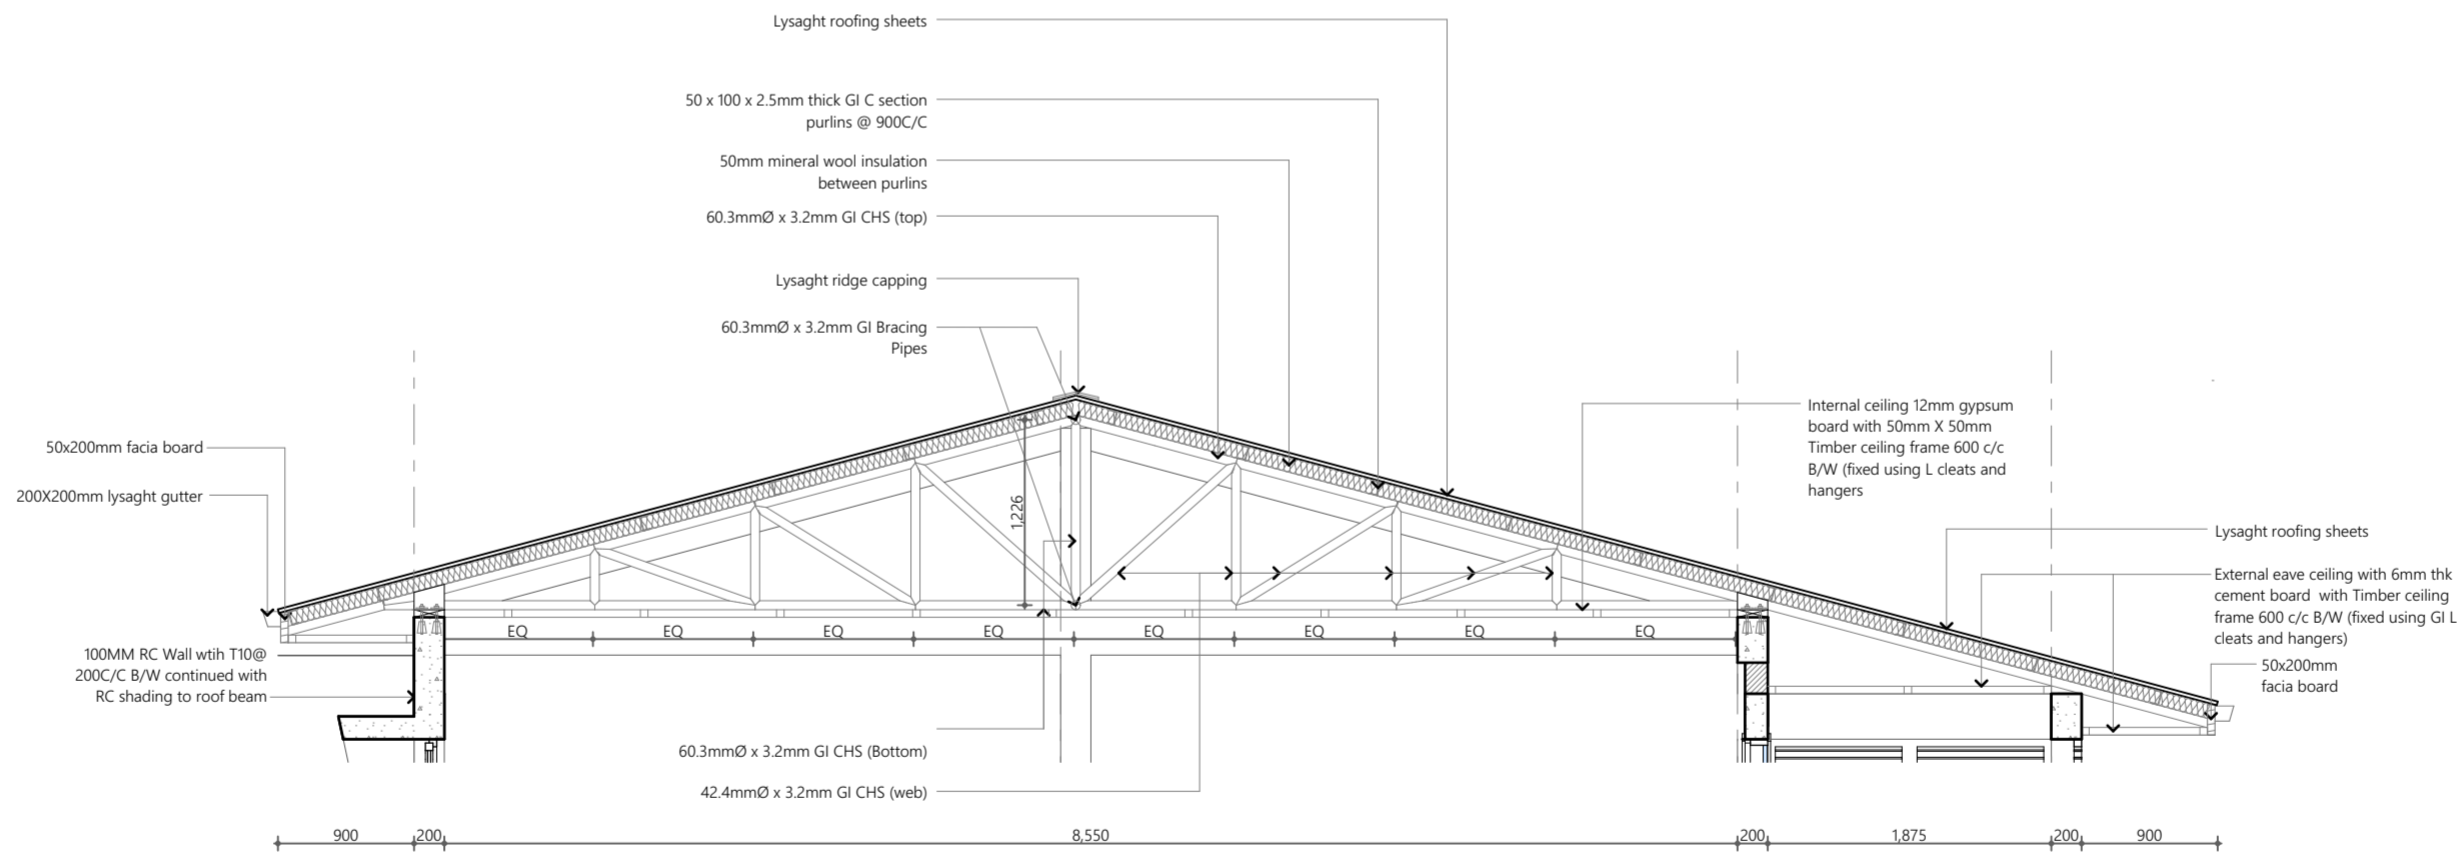 Lysaght roofing sheets
50 x 100 x 2.5mm thick GI C section
purlins @ 900C/C
50mm mineral wool insulation
between purlins
60.3mmØ x 3.2mm GI CHS (top)
Lysaght ridge capping
60.3mmØ x 3.2mm GI Bracing
Pipes
50x200mm facia board
200X200mm lysaght gutter
100MM RC Wall wtih T10@
200C/C B/W continued with
RC shading to roof beam
1,226
EQ EQ EQ EQ EQ EQ EQ EQ
Internal ceiling 12mm gypsum
board with 50mm X 50mm
Timber ceiling frame 600 c/c
B/W (fixed using L cleats and
hangers
Lysaght roofing sheets
External eave ceiling with 6mm thk
cement board with Timber ceiling
frame 600 c/c B/W (fixed using GI L
cleats and hangers)
50x200mm
facia board
60.3mmØ x 3.2mm GI CHS (Bottom)
42.4mmØ x 3.2mm GI CHS (web)
900 200 8,550 200 1,875 200 900